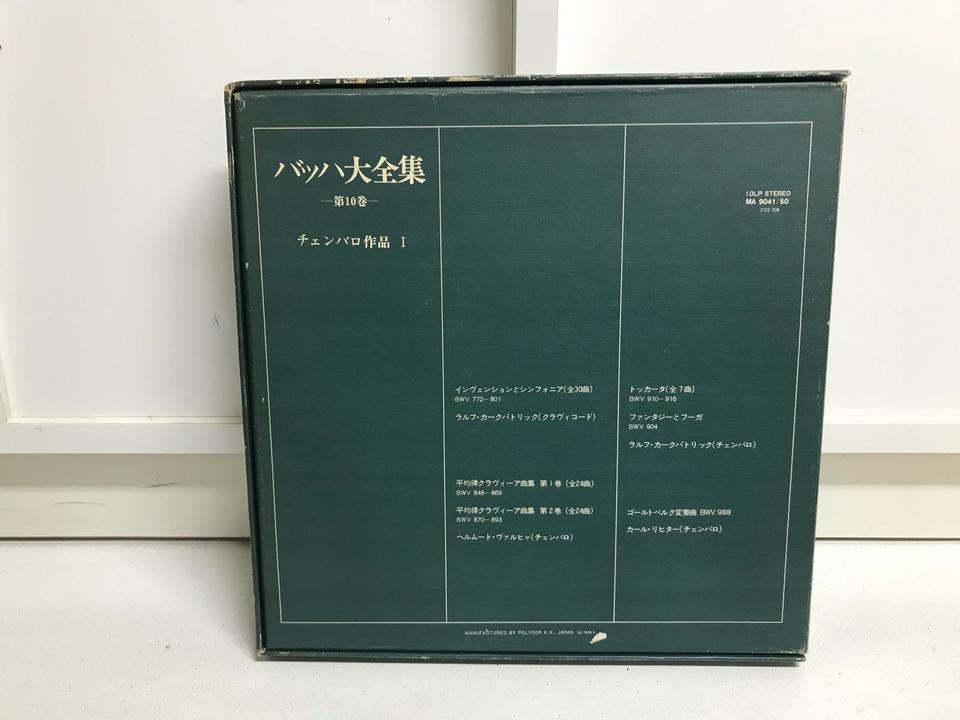 バッハ大全集
―第10巻―
チェンバロ作品 I
インヴェンションとシンフォニア(全30曲)
BWV 772―801
ラルフ・カークパトリック(クラヴィコード)
平均律クラヴィーア曲集 第1巻 (全24曲)
BWV 846―869
平均律クラヴィーア曲集 第2巻 (全24曲)
BWV 870―893
ヘルムート・ヴァルヒャ(チェンバロ)
10LP STEREO
MA 9041/50
2723 036
トッカータ(全7曲)
BWV 910―916
ファンタジーとフーガ
BWV 904
ラルフ・カークパトリック(チェンバロ)
ゴールトベルク変奏曲 BWV 988
カール・リヒター(チェンバロ)
MANUFACTURED BY POLYDOR K.K., JAPAN